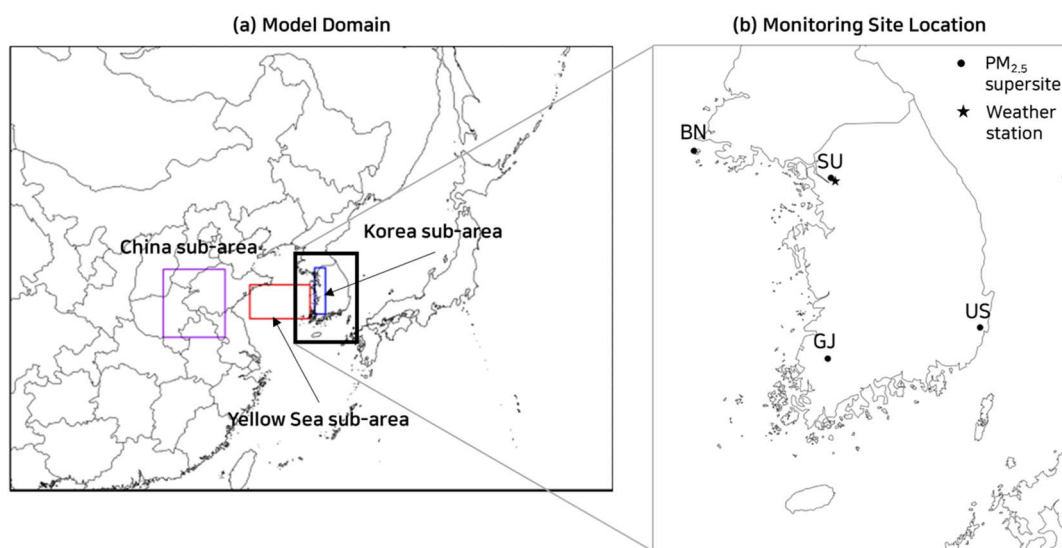 (a) Model Domain
China sub-area
Korea sub-area
Yellow Sea sub-area
(b) Monitoring Site Location
PM2.5
supersite
Weather
station
BN
SU
US
GJ